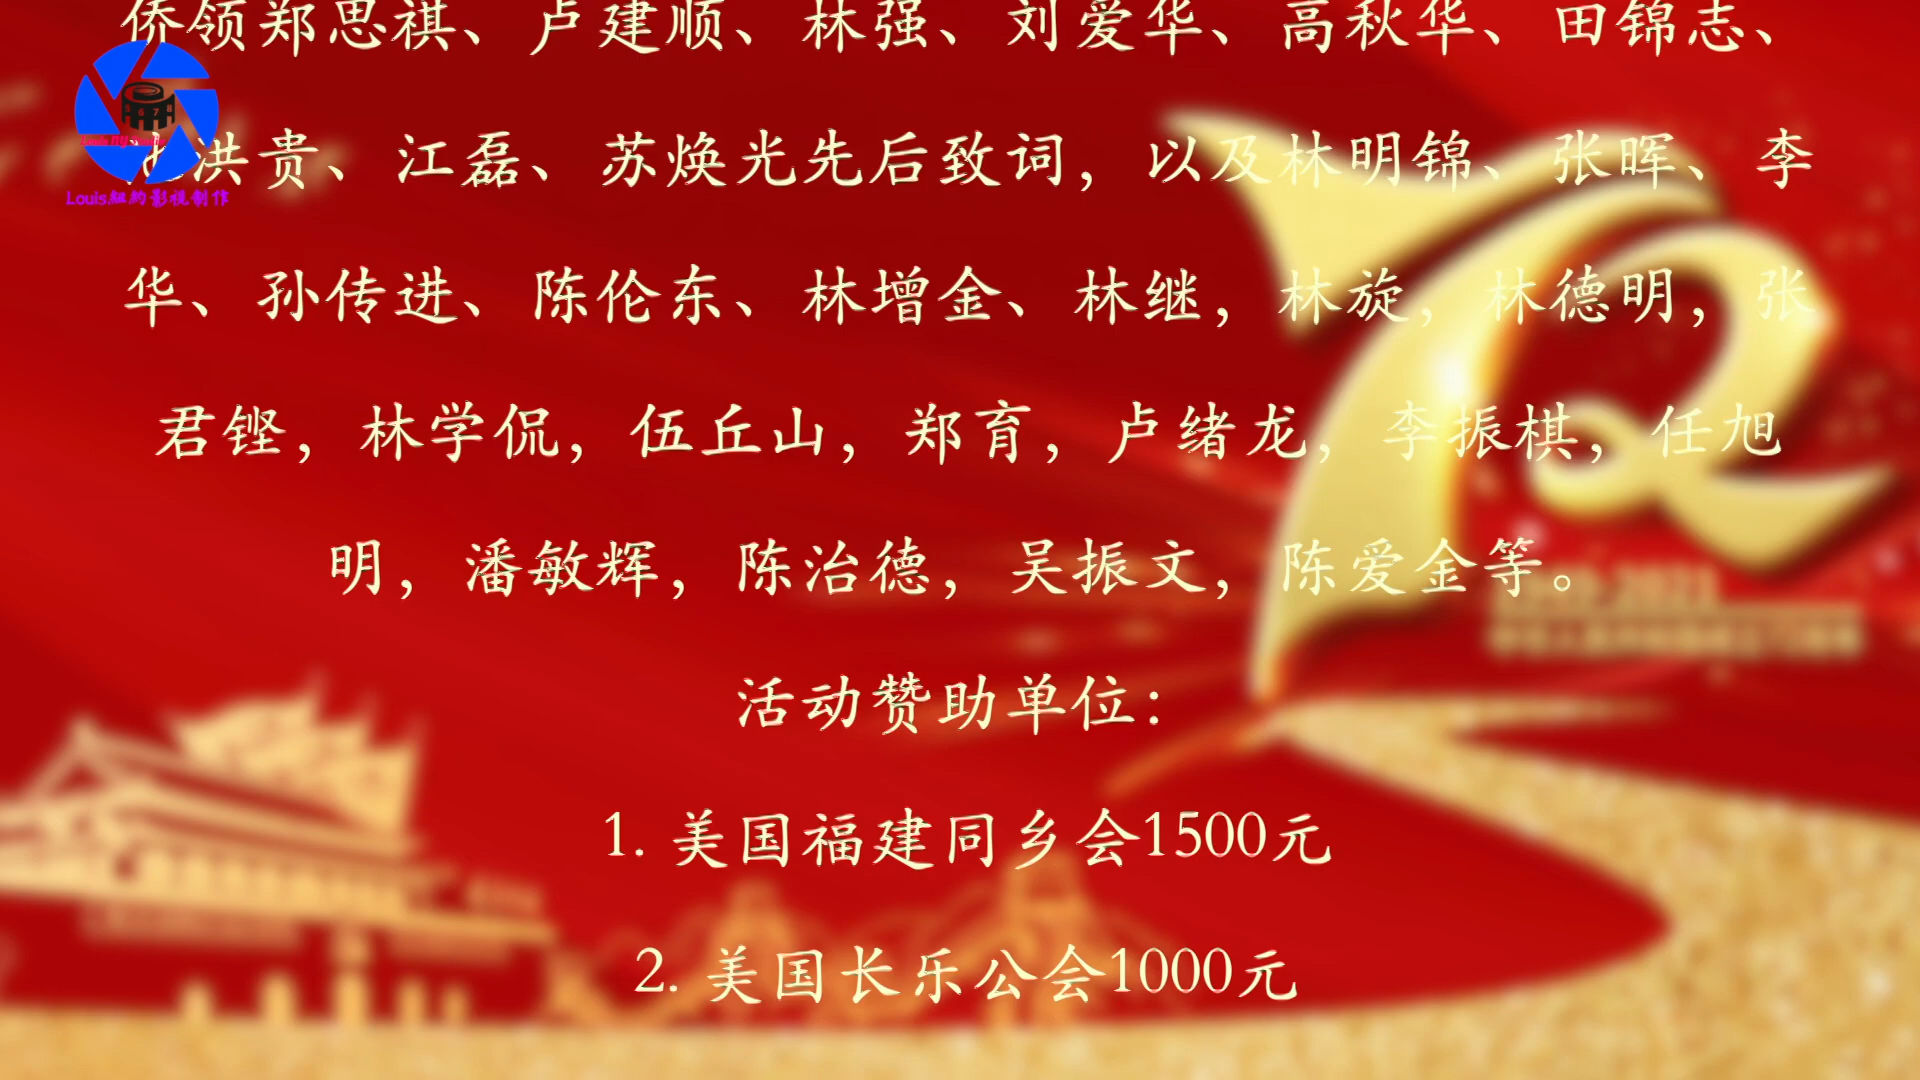 侨领郑思祺、卢建顺、林强、刘爱华、高秋华、田锦志、
洪贵、江磊、苏焕光先后致词，以及林明锦、张晖、李
华、孙传进、陈伦东、林增金、林继，林旋，林德明，张
君铿，林学侃，伍丘山，郑育，卢绪龙，李振棋，任旭
明，潘敏辉，陈治德，吴振文，陈爱金等。
活动赞助单位：
1. 美国福建同乡会1500元
2. 美国长乐公会1000元
Louis纽约影视制作